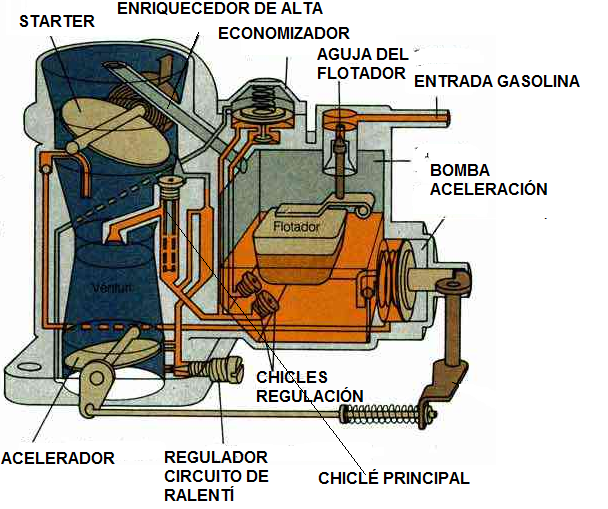 ENRIQUECEDOR DE ALTA
STARTER
ECONOMIZADOR
AGUJA DEL
FLOTADOR
ENTRADA GASOLINA
BOMBA
ACELERACIÓN
Flotador
Venturi
CHICLES
REGULACIÓN
ACELERADOR
REGULADOR
CIRCUITO DE
RALENTÍ
CHICLÉ PRINCIPAL